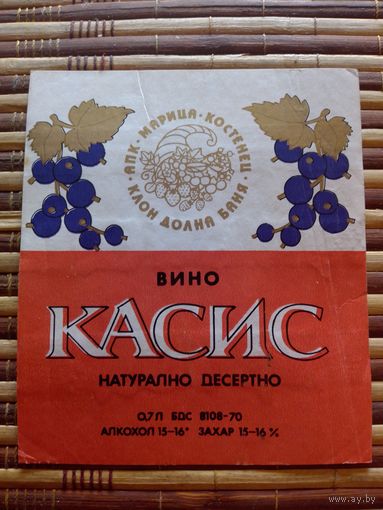 АПК · МАРИЦА · КОСТЕНЕЦ ·
КЛОН ДОЛНА БАНЯ
ВИНО
КАСИС
НАТУРАЛНО ДЕСЕРТНО
0,7 Л БДС 8108-70
АЛКОХОЛ 15-16° ЗАХАР 15-16 %
www.ay.by